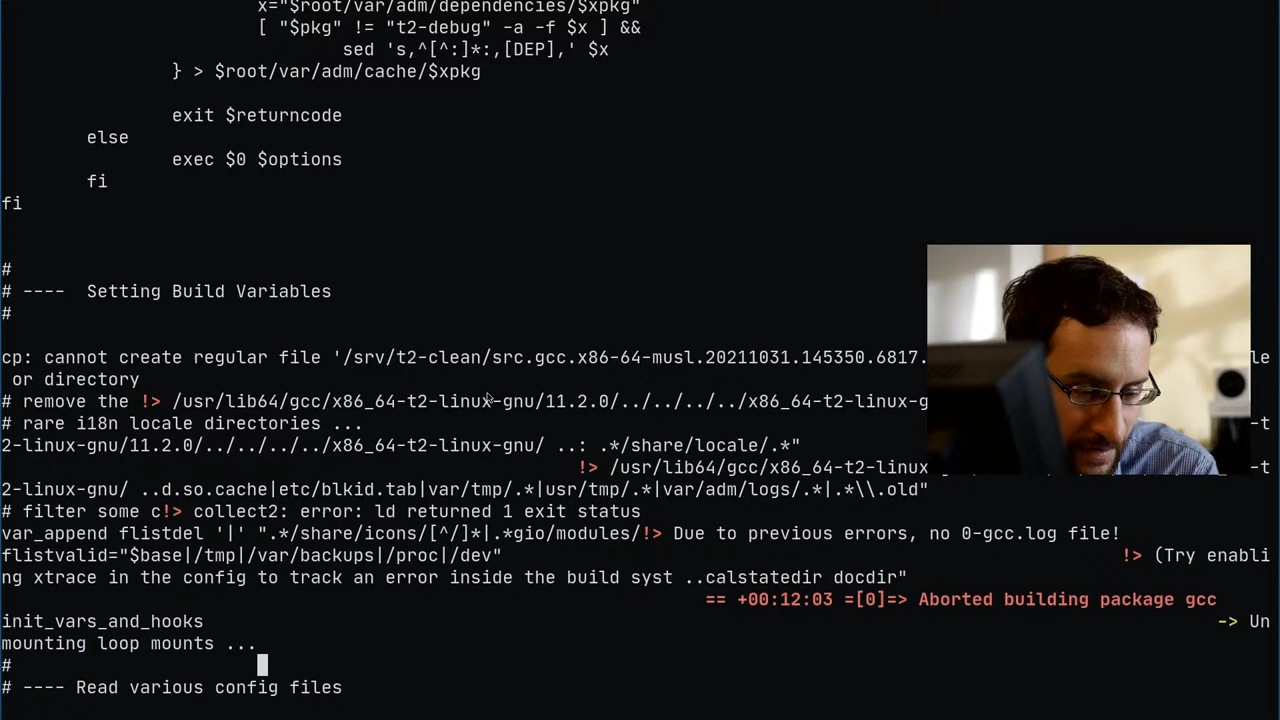 x="$root/var/adm/dependencies/$xpkg"
[ "$pkg" != "t2-debug" -a -f $x ] &&
sed 's,^[^:]*:,[DEP],' $x
} > $root/var/adm/cache/$xpkg
exit $returncode
else
exec $0 $options
fi
fi
#
# ---- Setting Build Variables
#
cp: cannot create regular file '/srv/t2-clean/src.gcc.x86-64-musl.20211031.145350.6817. le
or directory
# remove the !> /usr/lib64/gcc/x86_64-t2-linux-gnu/11.2.0/../../../../x86_64-t2-linux-g
# rare i18n locale directories ... -t
2-linux-gnu/11.2.0/../../../../x86_64-t2-linux-gnu/ ..: .*/share/locale/.*"
!> /usr/lib64/gcc/x86_64-t2-linux -t
2-linux-gnu/ ..d.so.cache|etc/blkid.tab|var/tmp/.*|usr/tmp/.*|var/adm/logs/.*|.*\\.old"
# filter some c!> collect2: error: ld returned 1 exit status
var_append flistdel '|' ".*/share/icons/[^/]*|.*gio/modules/!> Due to previous errors, no 0-gcc.log file!
flistvalid="$base|/tmp|/var/backups|/proc|/dev" !> (Try enabli
ng xtrace in the config to track an error inside the build syst ..calstatedir docdir"
== +00:12:03 =[0]=> Aborted building package gcc
init_vars_and_hooks -> Un
mounting loop mounts ...
#
# ---- Read various config files